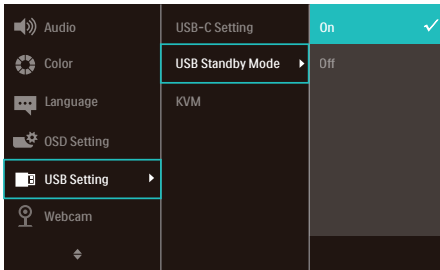 Audio
Color
Language
OSD Setting
USB Setting
Webcam
USB-C Setting
USB Standby Mode
KVM
On
Off